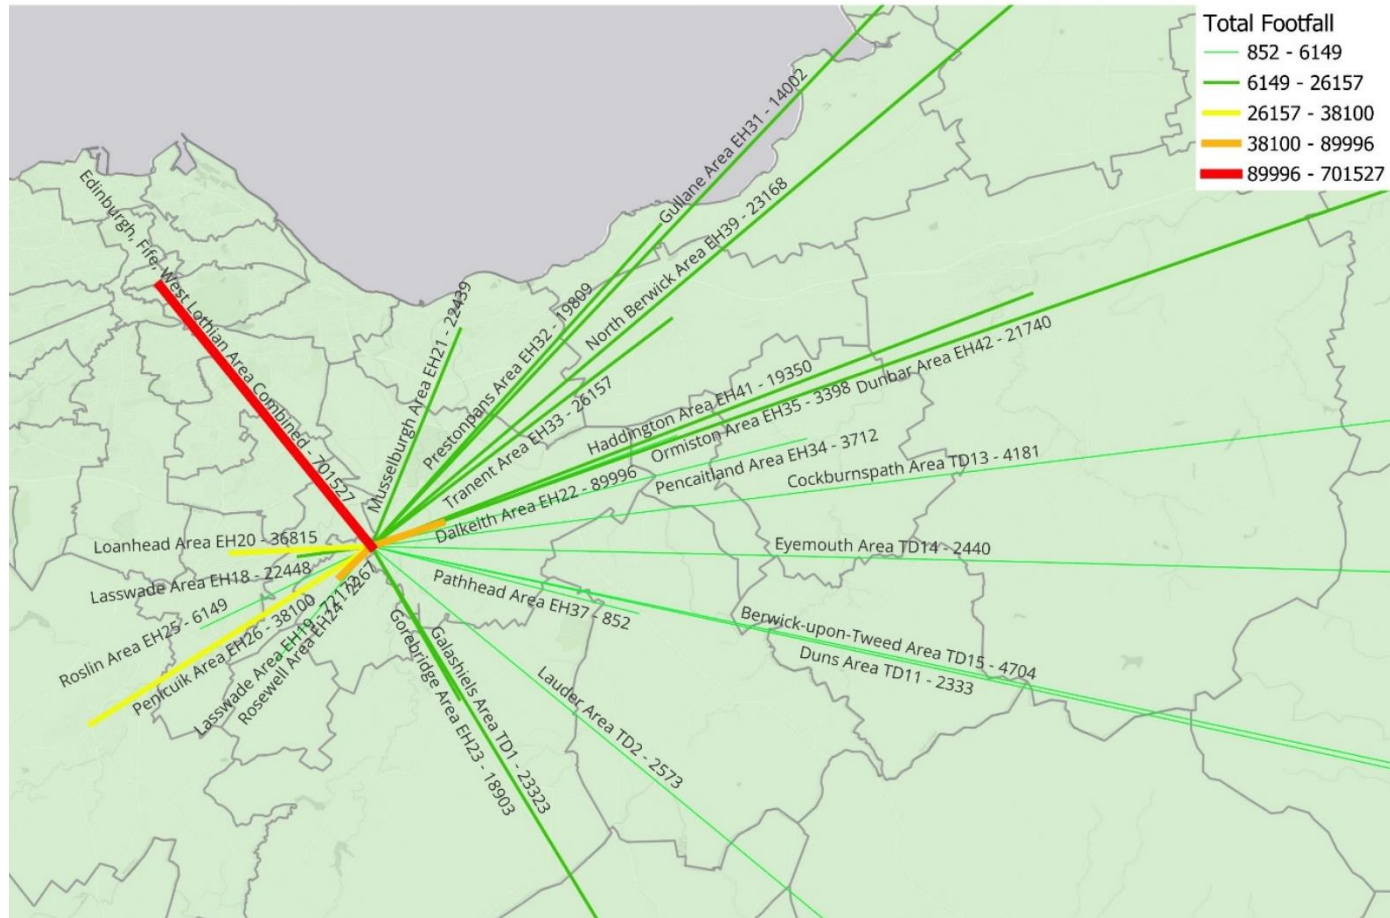 Total Footfall
852 - 6149
6149 - 26157
26157 - 38100
38100 - 89996
89996 - 701527
Edinburgh, Fife, West Lothian Area Combined - 701527
Gullane Area EH31 - 14002
North Berwick Area EH39 - 23168
Musselburgh Area EH21 - 22439
Prestonpans Area EH32 - 19809
Tranent Area EH33 - 26157
Haddington Area EH41 - 19350
Ormiston Area EH35 - 3398
Dunbar Area EH42 - 21740
Pencaitland Area EH34 - 3712
Dalkeith Area EH22 - 89996
Cockburnspath Area TD13 - 4181
Loanhead Area EH20 - 36815
Eyemouth Area TD14 - 2440
Lasswade Area EH18 - 22448
Pathhead Area EH37 - 852
Roslin Area EH25 - 6149
Penicuik Area EH26 - 38100
Lasswade Area EH19 -
Rosewell Area EH24 -
Berwick-upon-Tweed Area TD15 - 4704
Duns Area TD11 - 2333
Gorebridge Area EH23 - 18903
Galashiels Area TD1 - 23323
Lauder Area TD2 - 2573